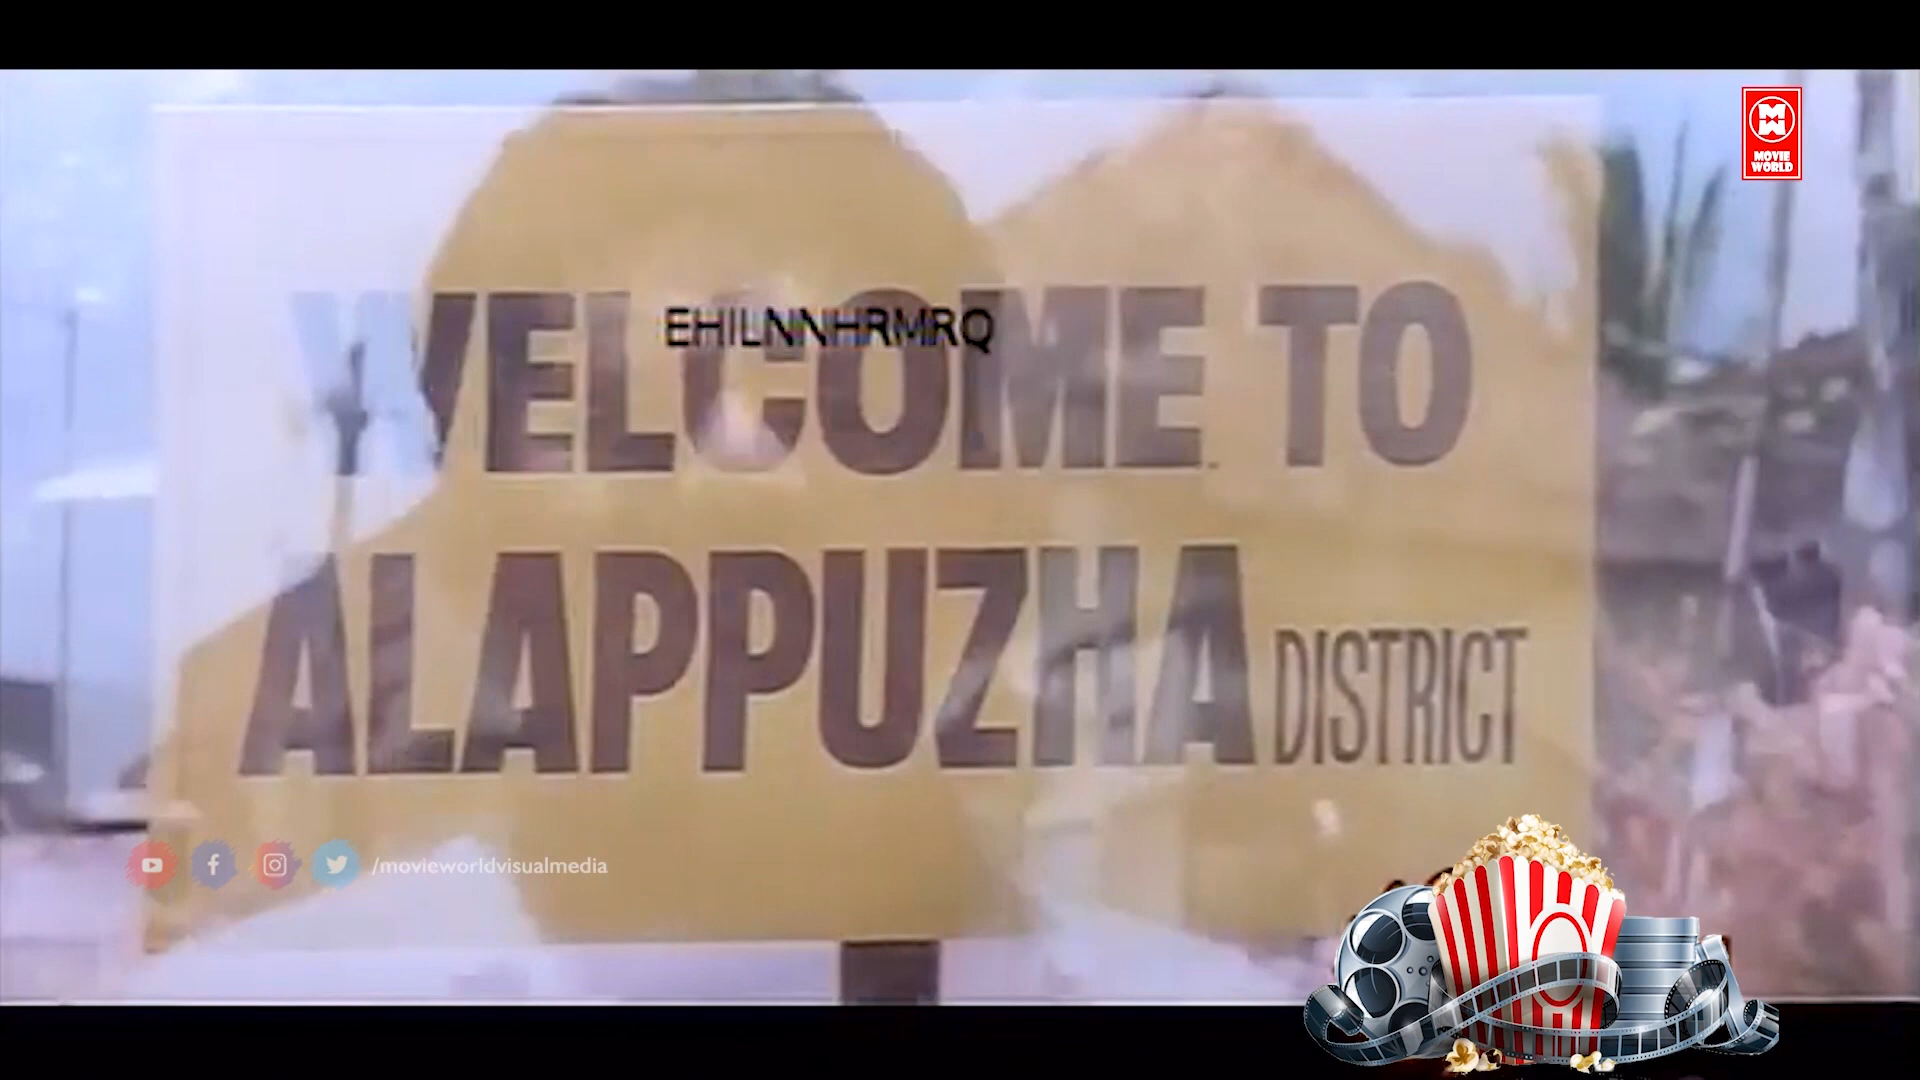 MOVIE
WORLD
EHILNNHRMRQ
WELCOME TO
ALAPPUZHA DISTRICT
/movieworldvisualmedia